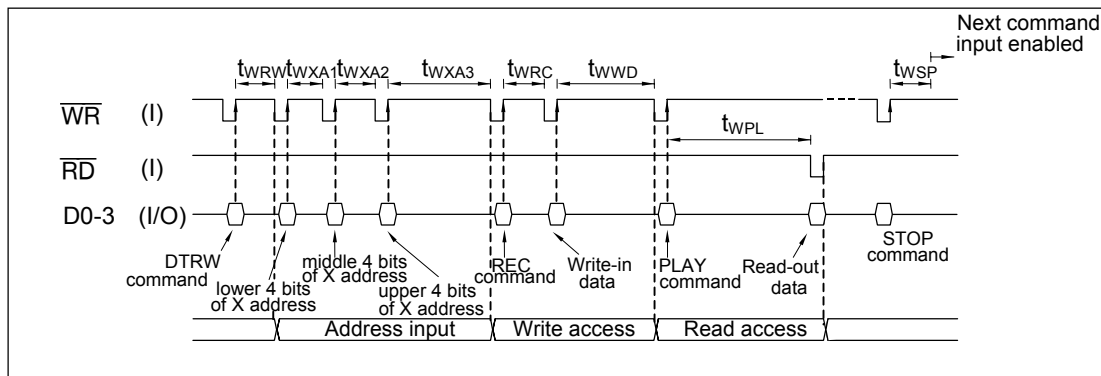 Next command
input enabled
tWRW tWXA1 tWXA2 tWXA3 tWRC tWWD tWSP
WR (I)
tWPL
RD (I)
D0-3 (I/O)
DTRW
command
lower 4 bits
of X address
middle 4 bits
of X address
upper 4 bits
of X address
REC
command
Write-in
data
PLAY
command
Read-out
data
STOP
command
Address input Write access Read access